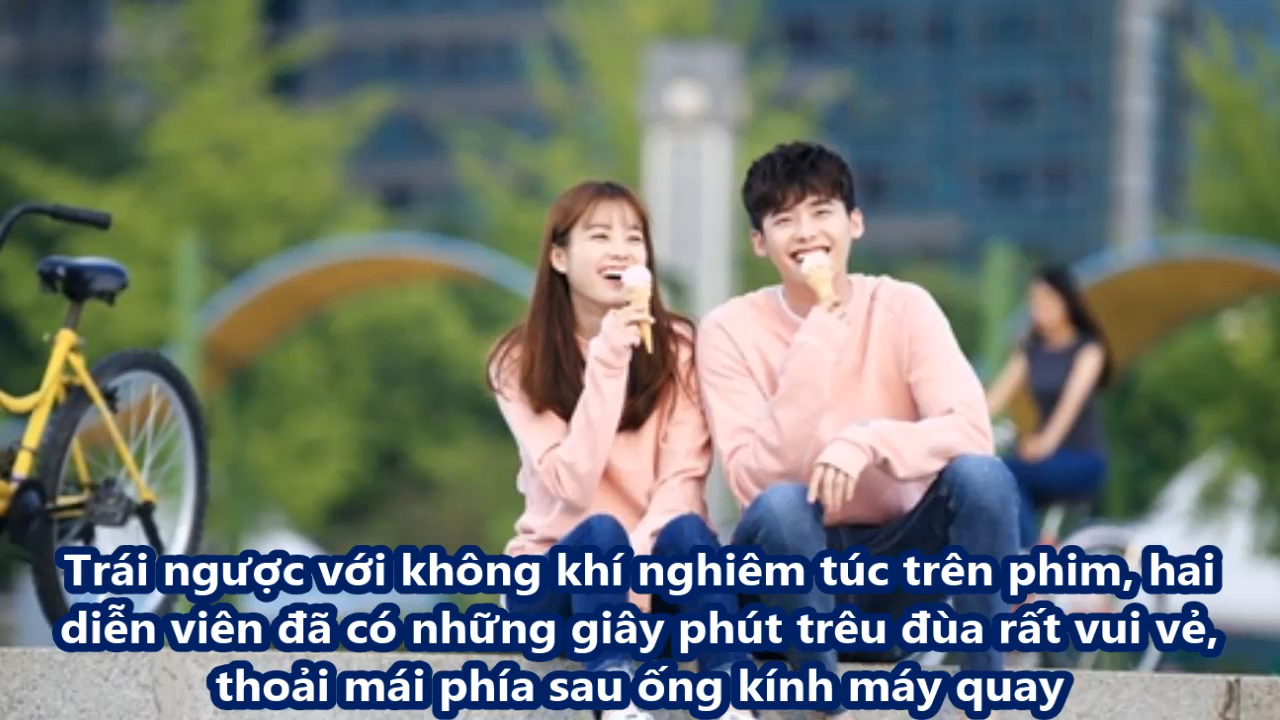 Trái ngược với không khí nghiêm túc trên phim, hai
diễn viên đã có những giây phút trêu đùa rất vui vẻ,
thoải mái phía sau ống kính máy quay